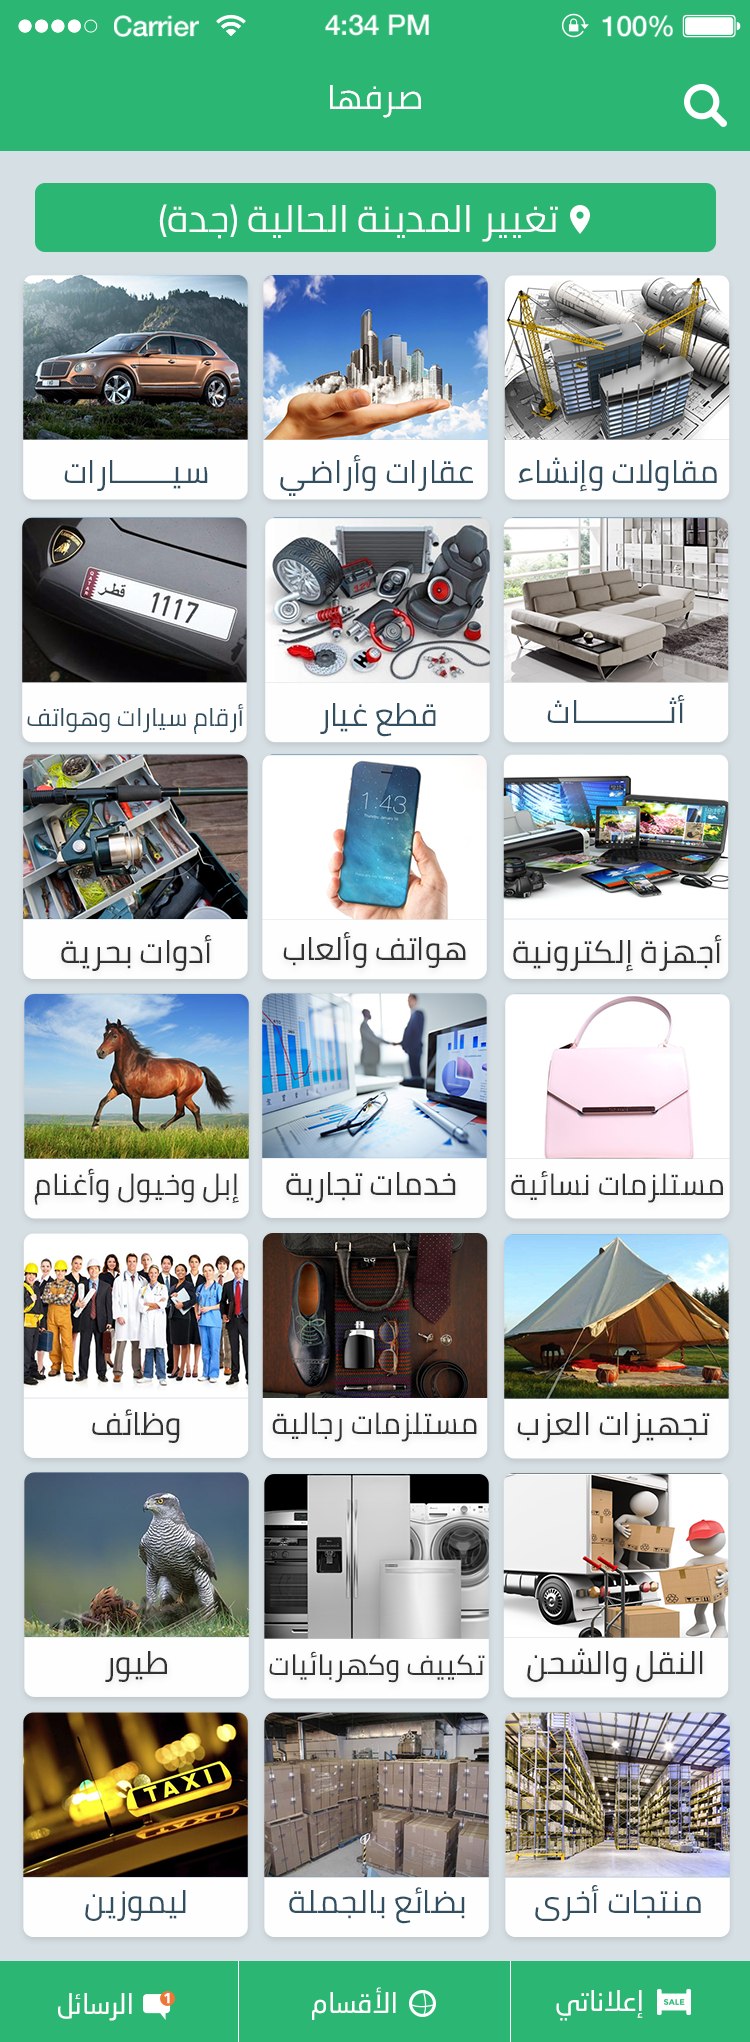 Carrier 4:34 PM 100%
صرفها
تغيير المدينة الحالية (جدة)
مقاولات وإنشاء
عقارات وأراضي
سيـــــارات
أثـــــــاث
قطع غيار
قطر 1117
أرقام سيارات وهواتف
أجهزة إلكترونية
1:43
هواتف وألعاب
أدوات بحرية
مستلزمات نسائية
خدمات تجارية
إبل وخيول وأغنام
تجهيزات العزب
مستلزمات رجالية
وظائف
النقل والشحن
تكييف وكهربائيات
طيور
منتجات أخرى
بضائع بالجملة
TAXI
ليموزين
SALE إعلاناتي
الأقسام
1 الرسائل